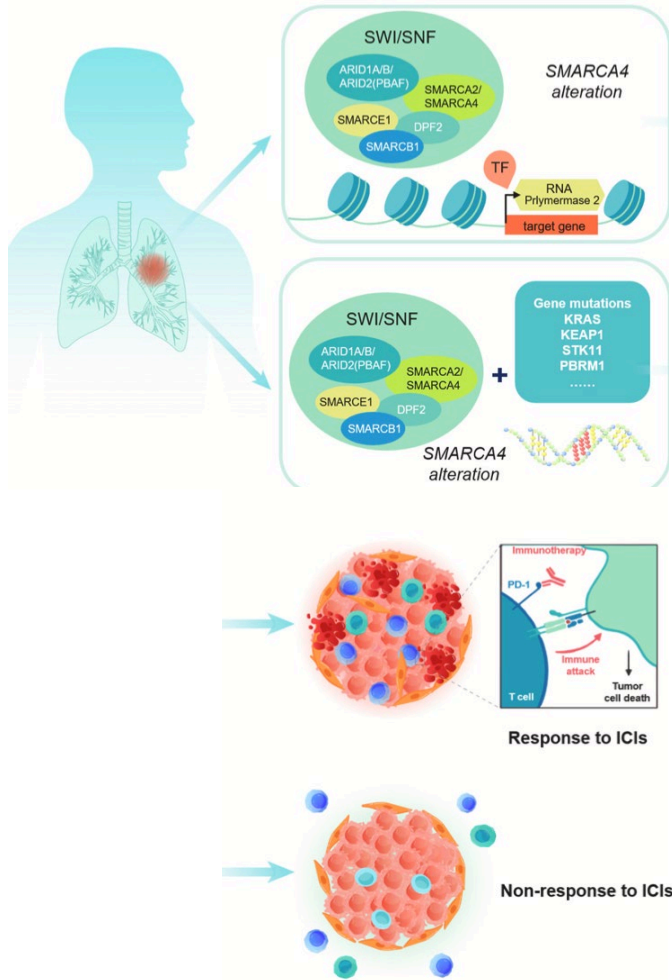 SWI/SNF
ARID1A/B/
ARID2(PBAF)
SMARCA2/
SMARCA4
SMARCE1
DPF2
SMARCB1
SMARCA4
alteration
TF
RNA
Prlymermase 2
target gene
SWI/SNF
ARID1A/B/
ARID2(PBAF)
SMARCA2/
SMARCA4
SMARCE1
DPF2
SMARCB1
SMARCA4
alteration
+
Gene mutations
KRAS
KEAP1
STK11
PBRM1
......
Immunotherapy
PD-1
Immune
attack
T cell
Tumor
cell death
Response to ICIs
Non-response to ICIs